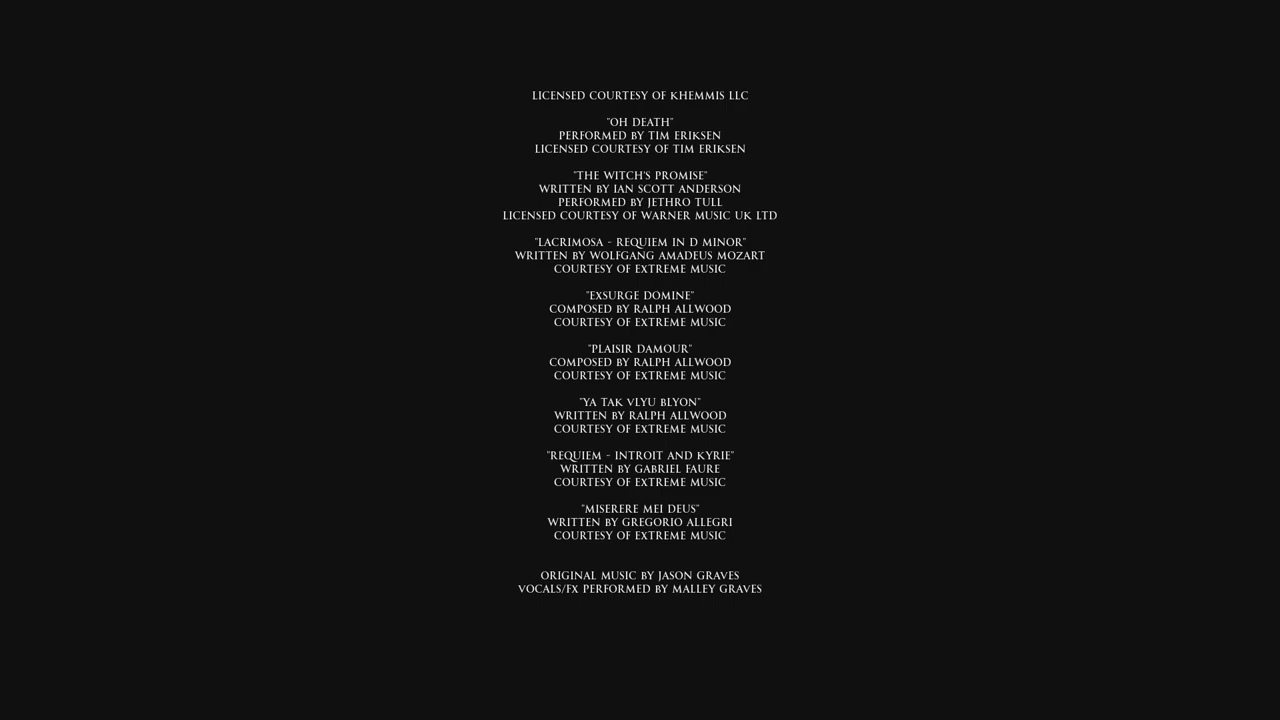 LICENSED COURTESY OF KHEMMIS LLC
"OH DEATH"
PERFORMED BY TIM ERIKSEN
LICENSED COURTESY OF TIM ERIKSEN
"THE WITCH'S PROMISE"
WRITTEN BY IAN SCOTT ANDERSON
PERFORMED BY JETHRO TULL
LICENSED COURTESY OF WARNER MUSIC UK LTD
"LACRIMOSA - REQUIEM IN D MINOR"
WRITTEN BY WOLFGANG AMADEUS MOZART
COURTESY OF EXTREME MUSIC
"EXSURGE DOMINE"
COMPOSED BY RALPH ALLWOOD
COURTESY OF EXTREME MUSIC
"PLAISIR DAMOUR"
COMPOSED BY RALPH ALLWOOD
COURTESY OF EXTREME MUSIC
"YA TAK VLYU BLYON"
WRITTEN BY RALPH ALLWOOD
COURTESY OF EXTREME MUSIC
"REQUIEM - INTROIT AND KYRIE"
WRITTEN BY GABRIEL FAURE
COURTESY OF EXTREME MUSIC
"MISERERE MEI DEUS"
WRITTEN BY GREGORIO ALLEGRI
COURTESY OF EXTREME MUSIC
ORIGINAL MUSIC BY JASON GRAVES
VOCALS/FX PERFORMED BY MALLEY GRAVES